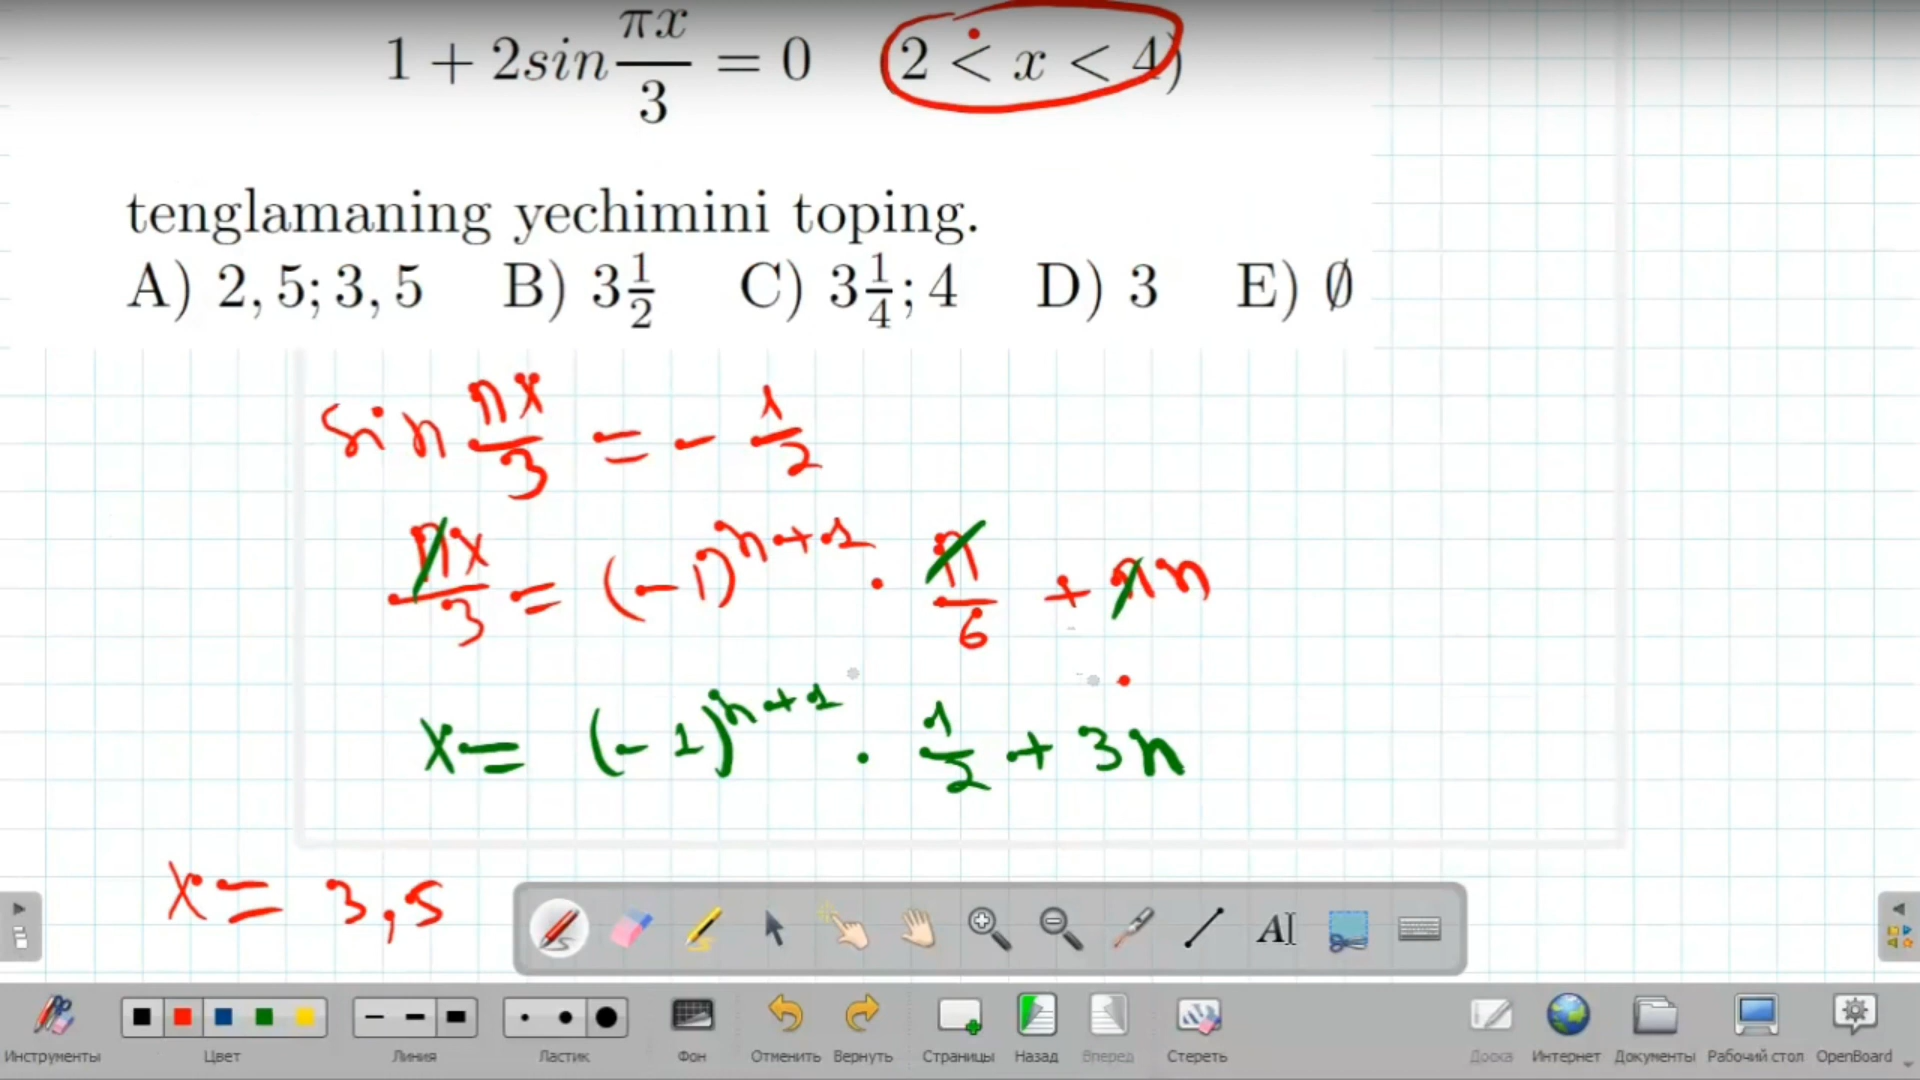 1 + 2sin πx/3 = 0 (2 < x < 4)
tenglamaning yechimini toping.
A) 2, 5; 3, 5 B) 3 1/2 C) 3 1/4; 4 D) 3 E) ∅
sin πx/3 = - 1/2
πx/3 = (-1)^{n+1} · π/6 + πn
x = (-1)^{n+1} · 1/2 + 3n
x = 3,5
AI
Инструменты Цвет Линия Ластик Фон Отменить Вернуть Страницы Назад Вперед Стереть Доска Интернет Документы Рабочий стол OpenBoard